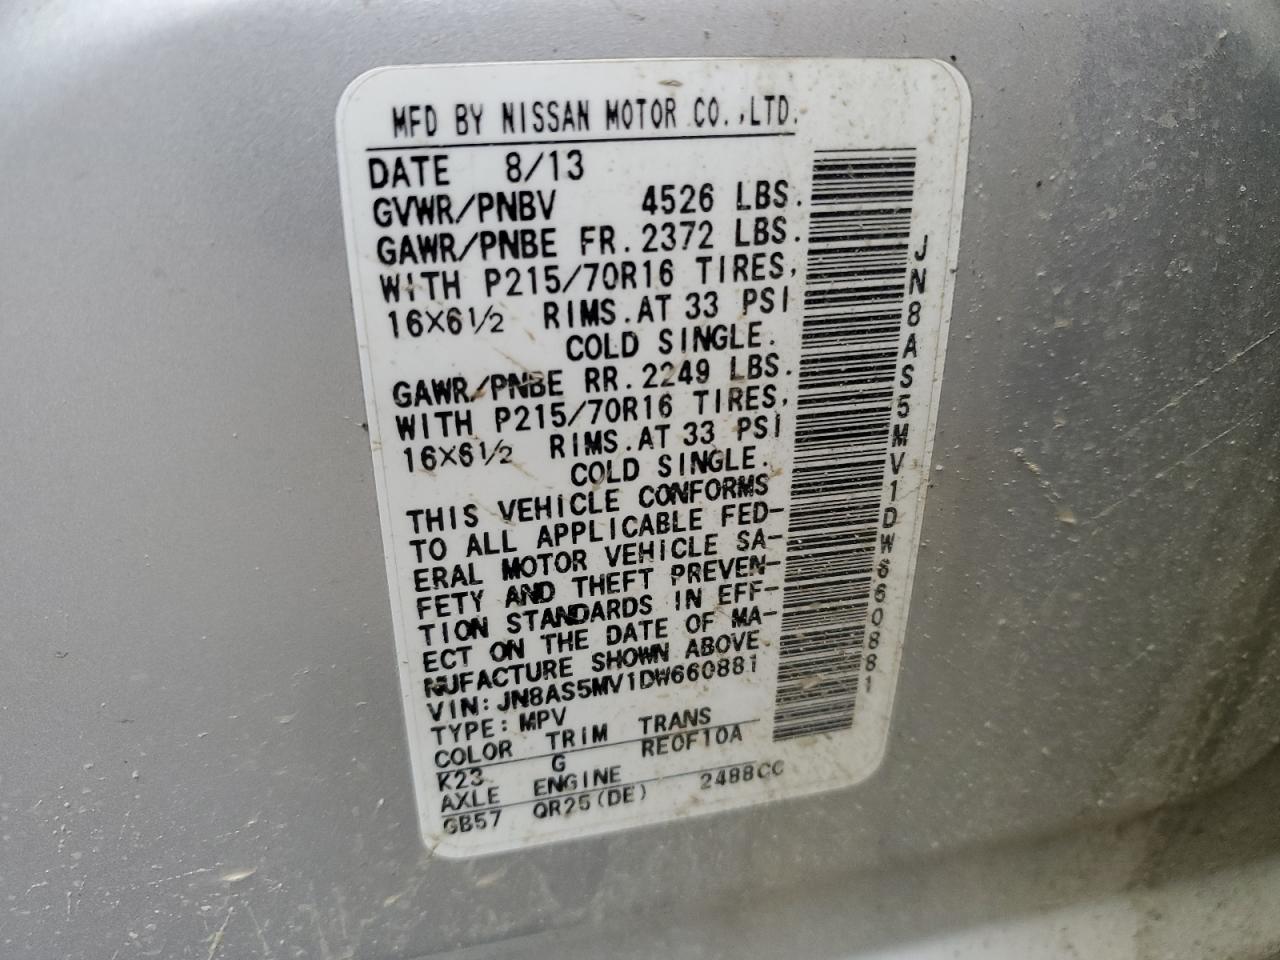 MFD BY NISSAN MOTOR CO.,LTD.
DATE 8/13
GVWR/PNBV 4526 LBS.
GAWR/PNBE FR. 2372 LBS.
WITH P215/70R16 TIRES,
16×6½ RIMS. AT 33 PSI
COLD SINGLE.
GAWR/PNBE RR. 2249 LBS.
WITH P215/70R16 TIRES,
16×6½ RIMS. AT 33 PSI
COLD SINGLE.
THIS VEHICLE CONFORMS
TO ALL APPLICABLE FED-
ERAL MOTOR VEHICLE SA-
FETY AND THEFT PREVEN-
TION STANDARDS IN EFF-
ECT ON THE DATE OF MA-
NUFACTURE SHOWN ABOVE.
VIN: JN8AS5MV1DW660881
TYPE: MPV
COLOR TRIM TRANS
K23 G RE0F10A
AXLE ENGINE
GB57 QR25(DE) 2488CC
JN8AS5MV1DW660881